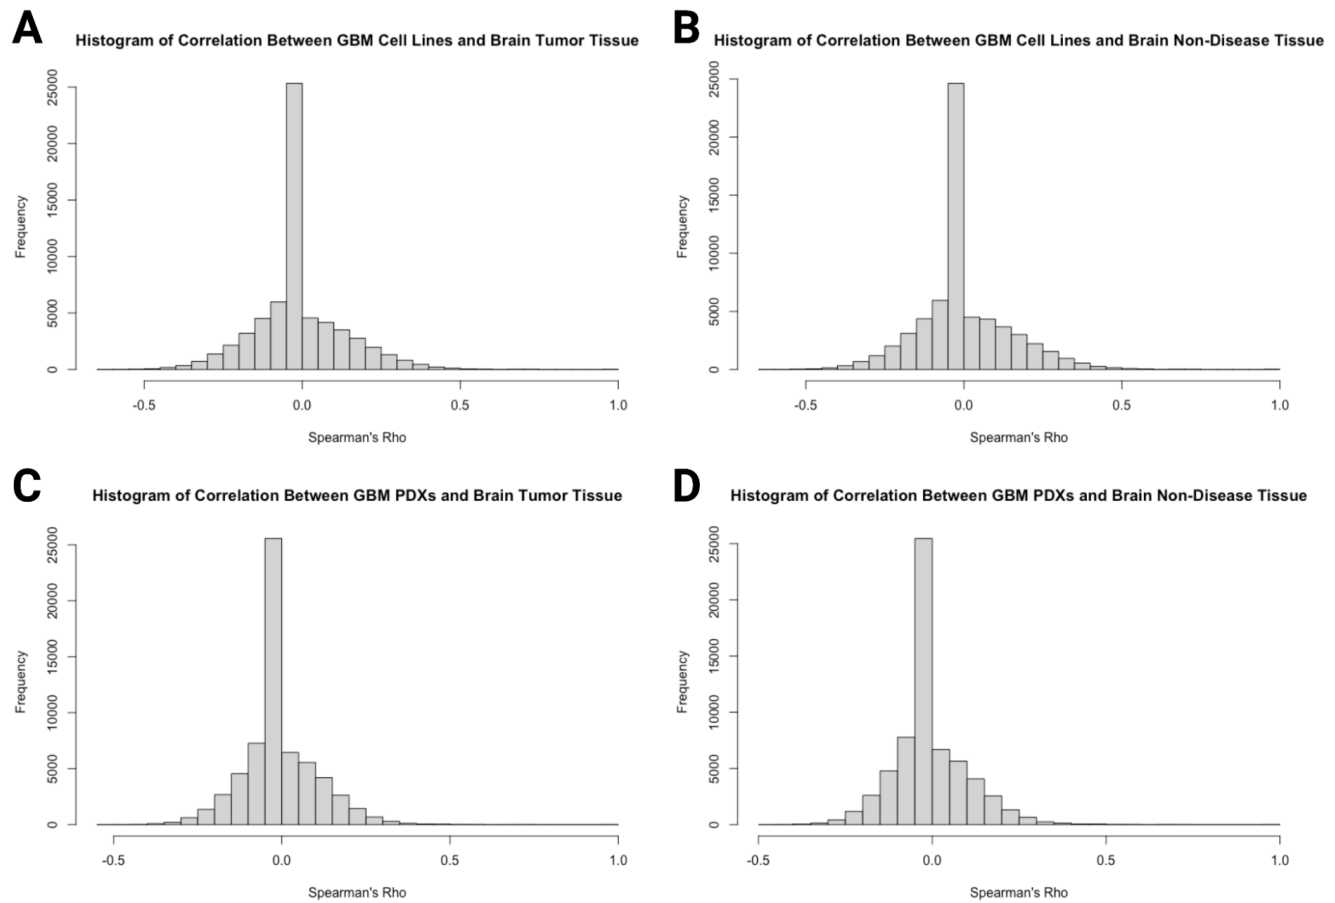 A
Histogram of Correlation Between GBM Cell Lines and Brain Tumor Tissue
Frequency
25000
20000
15000
10000
5000
0
-0.5
0.0
0.5
1.0
Spearman's Rho
B
Histogram of Correlation Between GBM Cell Lines and Brain Non-Disease Tissue
Frequency
25000
20000
15000
10000
5000
0
-0.5
0.0
0.5
1.0
Spearman's Rho
C
Histogram of Correlation Between GBM PDXs and Brain Tumor Tissue
Frequency
25000
20000
15000
10000
5000
0
-0.5
0.0
0.5
1.0
Spearman's Rho
D
Histogram of Correlation Between GBM PDXs and Brain Non-Disease Tissue
Frequency
25000
20000
15000
10000
5000
0
-0.5
0.0
0.5
1.0
Spearman's Rho